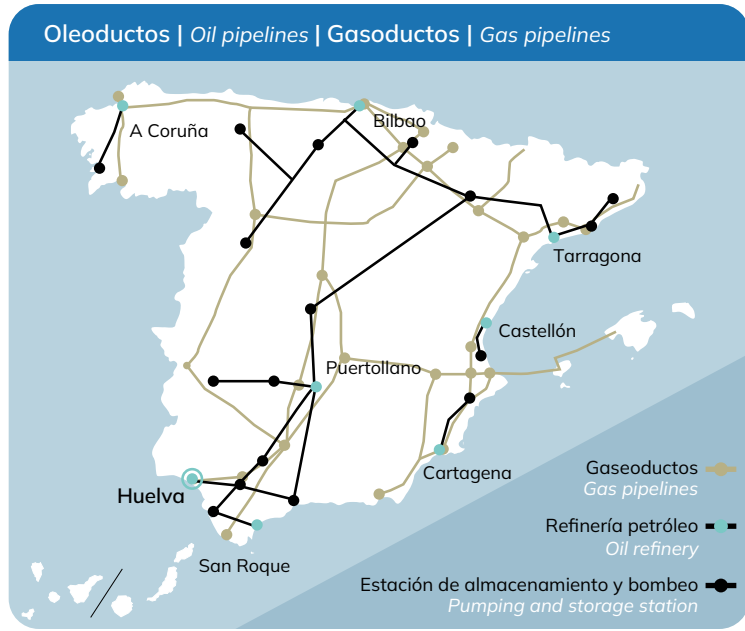 Oleoductos | Oil pipelines | Gasoductos | Gas pipelines
A Coruña
Bilbao
Tarragona
Castellón
Puertollano
Cartagena
Huelva
San Roque
Gaseoductos
Gas pipelines
Refinería petróleo
Oil refinery
Estación de almacenamiento y bombeo
Pumping and storage station